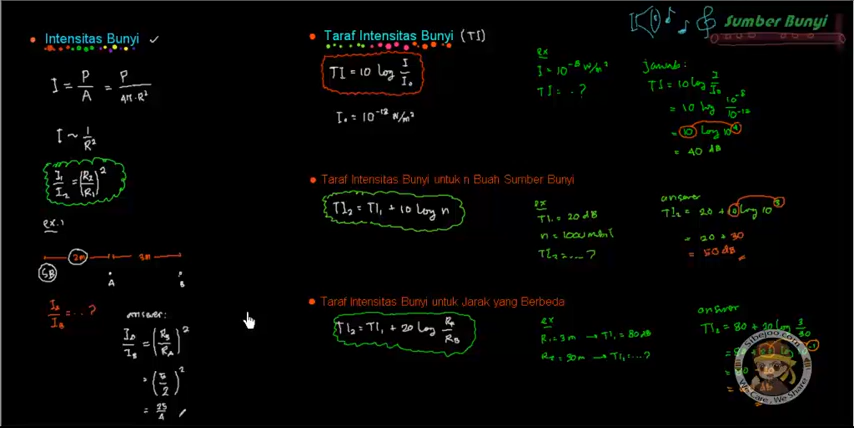 Sumber Bunyi
Intensitas Bunyi ✓
I = P/A = P/4π·R²
I ~ 1/R²
I₁/I₂ = (R₂/R₁)²
ex.1
2m 3m
SB A B
I_A/I_B = ...?
answer:
I_A/I_B = (R_B/R_A)²
= (5/2)²
= 25/4
Taraf Intensitas Bunyi (TI)
TI = 10 log I/I₀
I₀ = 10⁻¹² W/m²
ex
I = 10⁻⁸ W/m²
TI = ..?
jawab:
TI = 10 log I/I₀
= 10 log 10⁻⁸/10⁻¹²
= 10 log 10⁴
= 40 dB
Taraf Intensitas Bunyi untuk n Buah Sumber Bunyi
TI₂ = TI₁ + 10 log n
ex
TI₁ = 20 dB
n = 1000
TI₂ = ...?
answer
TI₂ = 20 + 10 log 10³
= 20 + 30
= 50 dB
Taraf Intensitas Bunyi untuk Jarak yang Berbeda
TI₂ = TI₁ + 20 log R_A/R_B
ex
R₁ = 3m → TI₁ = 80 dB
R₂ = 30m → TI₂ = ...?
answer
TI₂ = 80 + 20 log 3/30
We Care, We Share